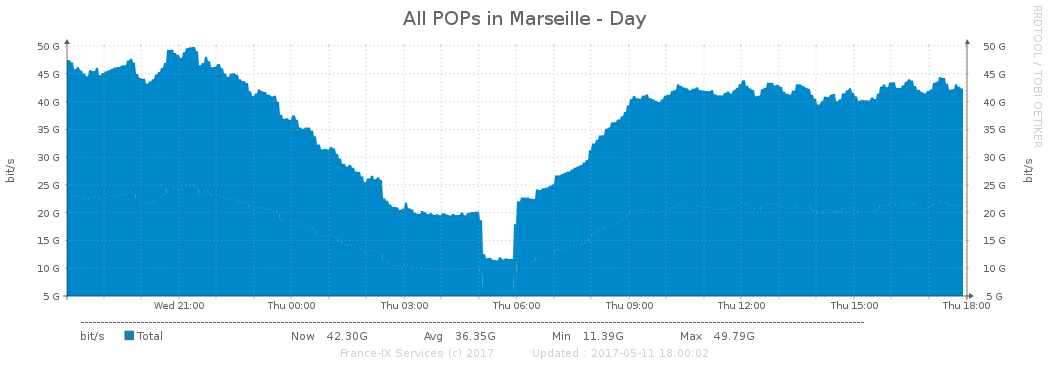 All POPs in Marseille - Day
RRDTOOL / TOBI OETIKER
50 G 50 G
45 G 45 G
40 G 40 G
35 G 35 G
30 G 30 G
25 G 25 G
20 G 20 G
15 G 15 G
10 G 10 G
5 G 5 G
bit/s bit/s
Wed 21:00 Thu 00:00 Thu 03:00 Thu 06:00 Thu 09:00 Thu 12:00 Thu 15:00 Thu 18:00
bit/s Total Now 42.30G Avg 36.35G Min 11.39G Max 49.79G
France-IX Services (c) 2017 Updated : 2017-05-11 18:00:02